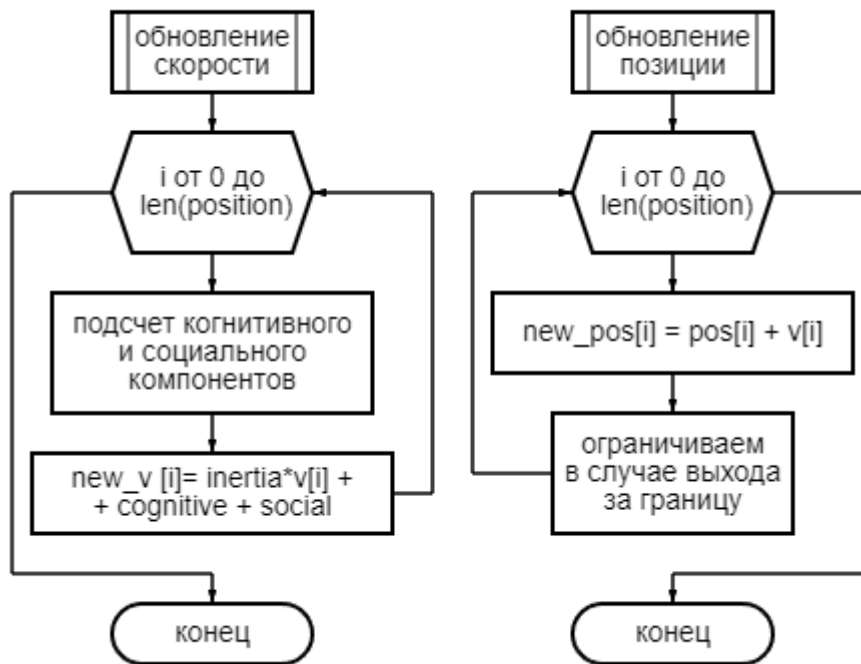 обновление
скорости
i от 0 до
len(position)
подсчет когнитивного
и социального
компонентов
new_v [i]= inertia*v[i] +
+ cognitive + social
конец
обновление
позиции
i от 0 до
len(position)
new_pos[i] = pos[i] + v[i]
ограничиваем
в случае выхода
за границу
конец